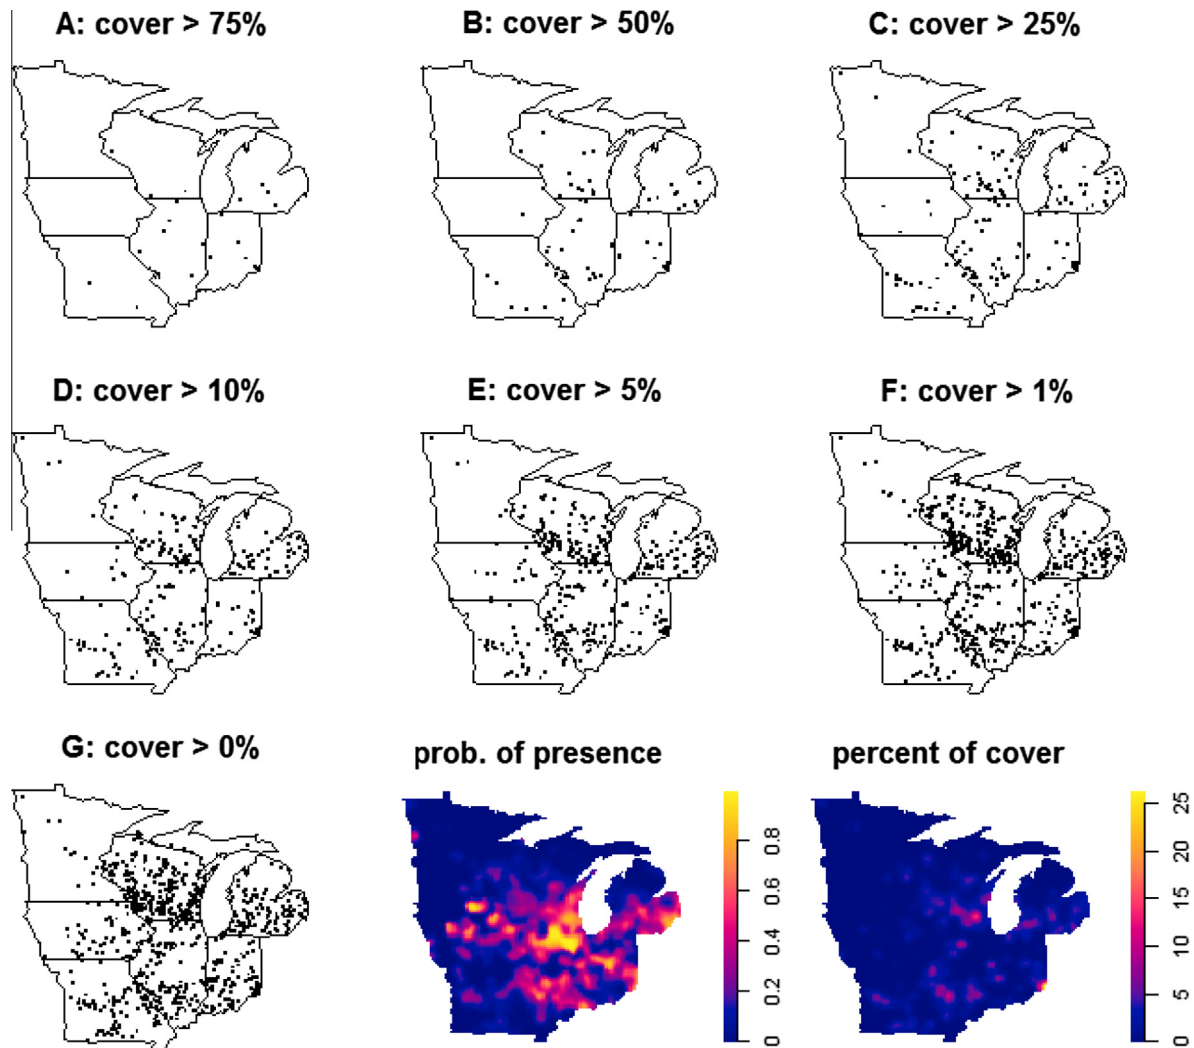 A: cover > 75%
B: cover > 50%
C: cover > 25%
D: cover > 10%
E: cover > 5%
F: cover > 1%
G: cover > 0%
prob. of presence
percent of cover
0.8
0.6
0.4
0.2
0
25
20
15
10
5
0